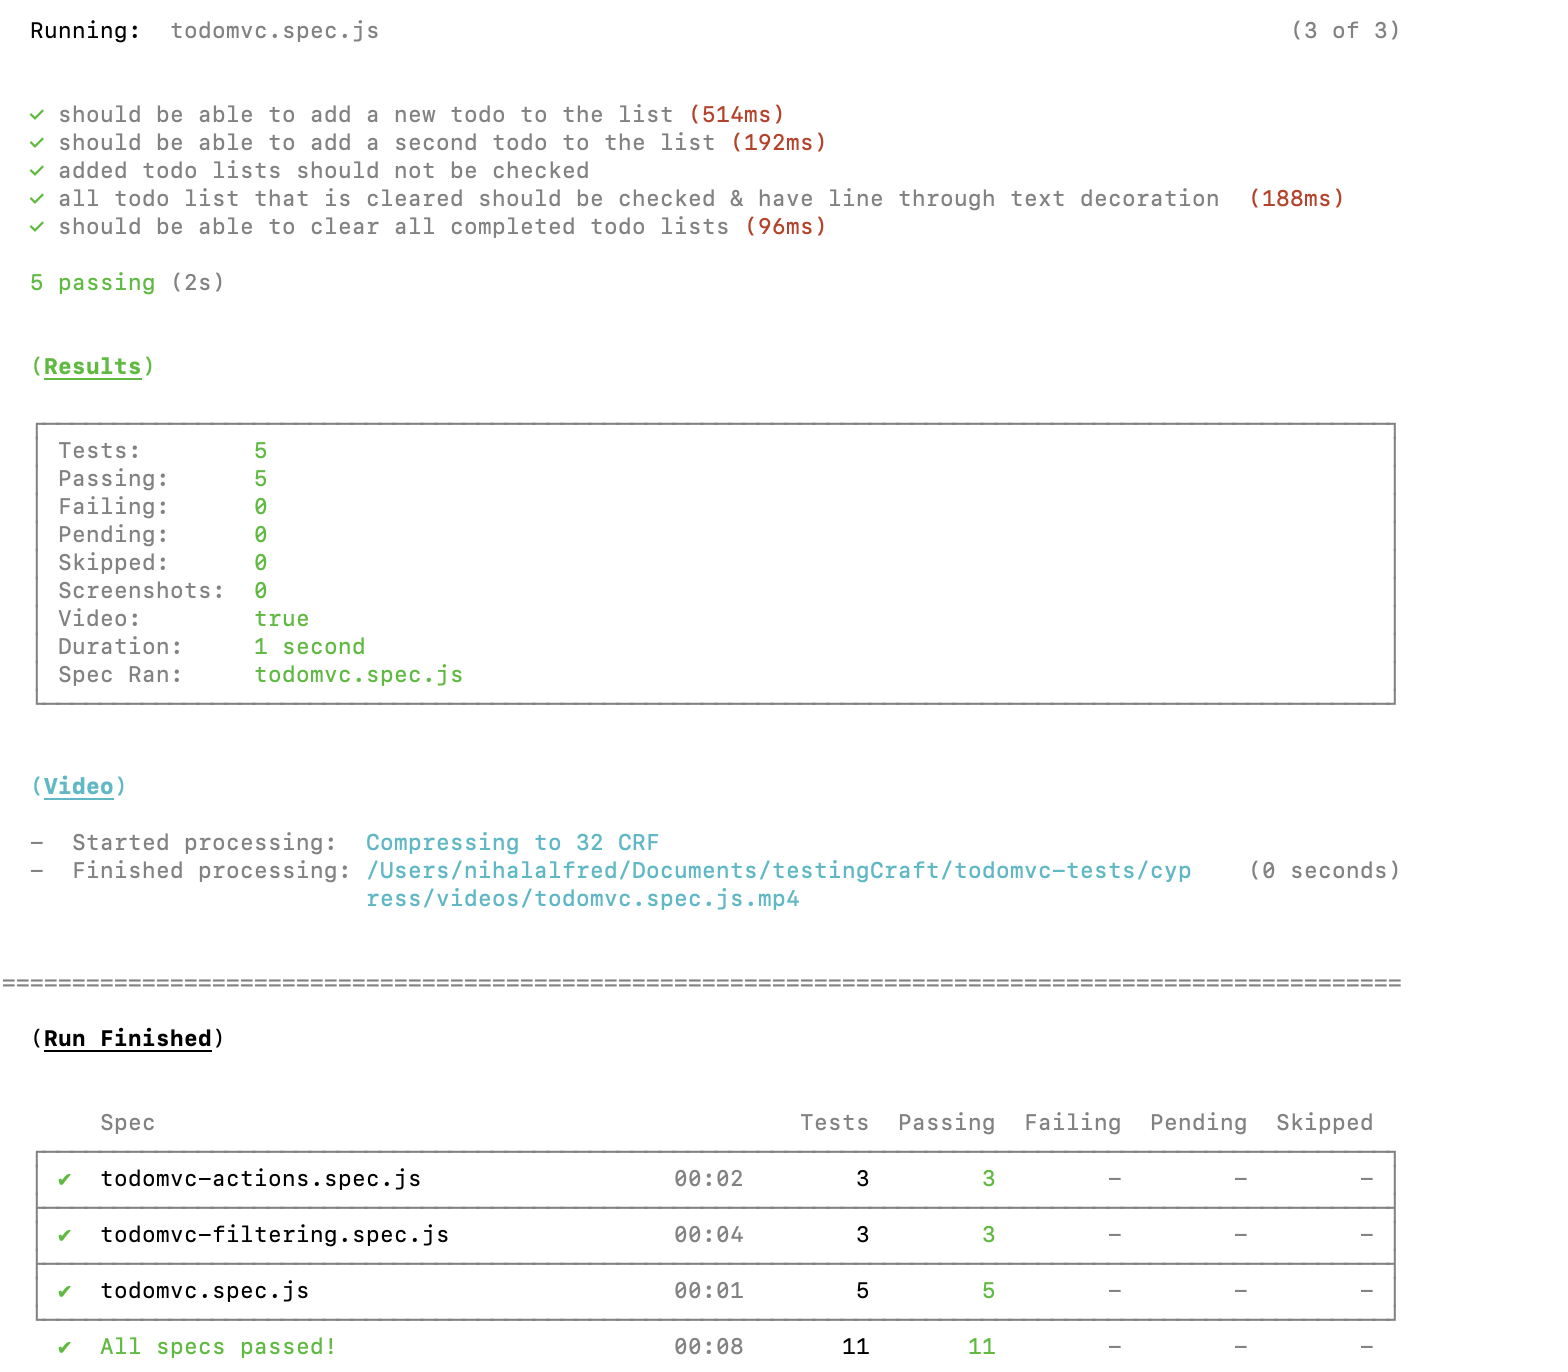 Running:  todomvc.spec.js (3 of 3)
✓ should be able to add a new todo to the list (514ms)
✓ should be able to add a second todo to the list (192ms)
✓ added todo lists should not be checked
✓ all todo list that is cleared should be checked & have line through text decoration  (188ms)
✓ should be able to clear all completed todo lists (96ms)
5 passing (2s)
(Results)
Tests: 5
Passing: 5
Failing: 0
Pending: 0
Skipped: 0
Screenshots: 0
Video: true
Duration: 1 second
Spec Ran: todomvc.spec.js
(Video)
–  Started processing:  Compressing to 32 CRF
–  Finished processing: /Users/nihalalfred/Documents/testingCraft/todomvc-tests/cyp (0 seconds)
ress/videos/todomvc.spec.js.mp4
====================================================================================================
(Run Finished)
Spec Tests Passing Failing Pending Skipped
✔ todomvc-actions.spec.js 00:02 3 3 – – –
✔ todomvc-filtering.spec.js 00:04 3 3 – – –
✔ todomvc.spec.js 00:01 5 5 – – –
✔ All specs passed! 00:08 11 11 – – –